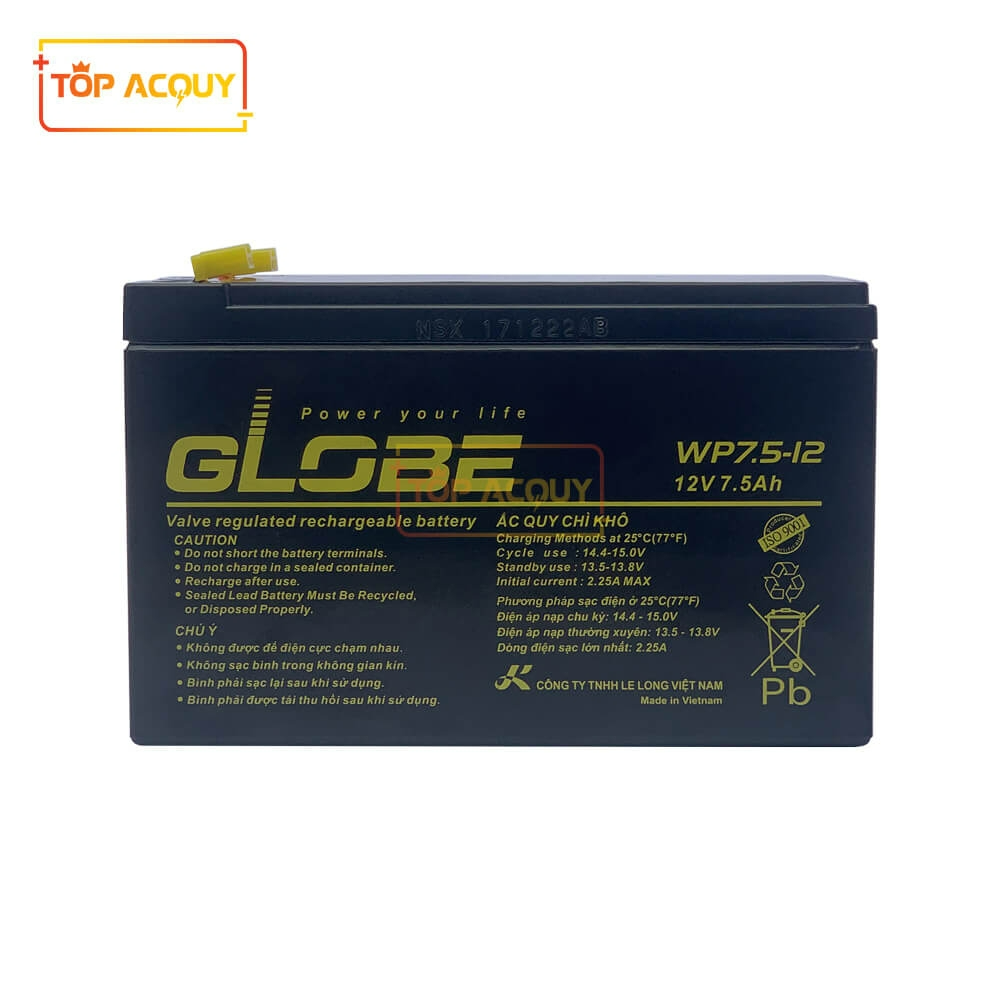 TOP ACQUY
NSX 171222AB
Power your life
GLOBE
TOP ACQUY
WP7.5-12
12V 7.5Ah
Valve regulated rechargeable battery
CAUTION
• Do not short the battery terminals.
• Do not charge in a sealed container.
• Recharge after use.
• Sealed Lead Battery Must Be Recycled,
or Disposed Properly.
CHÚ Ý
• Không được để điện cực chạm nhau.
• Không sạc bình trong không gian kín.
• Bình phải sạc lại sau khi sử dụng.
• Bình phải được tái thu hồi sau khi sử dụng.
ẮC QUY CHÌ KHÔ
Charging Methods at 25°C(77°F)
Cycle use : 14.4-15.0V
Standby use : 13.5-13.8V
Initial current : 2.25A MAX
Phương pháp sạc điện ở 25°C(77°F)
Điện áp nạp chu kỳ: 14.4 - 15.0V
Điện áp nạp thường xuyên: 13.5 - 13.8V
Dòng điện sạc lớn nhất: 2.25A
CÔNG TY TNHH LE LONG VIỆT NAM
Made in Vietnam
ISO 9001
Pb